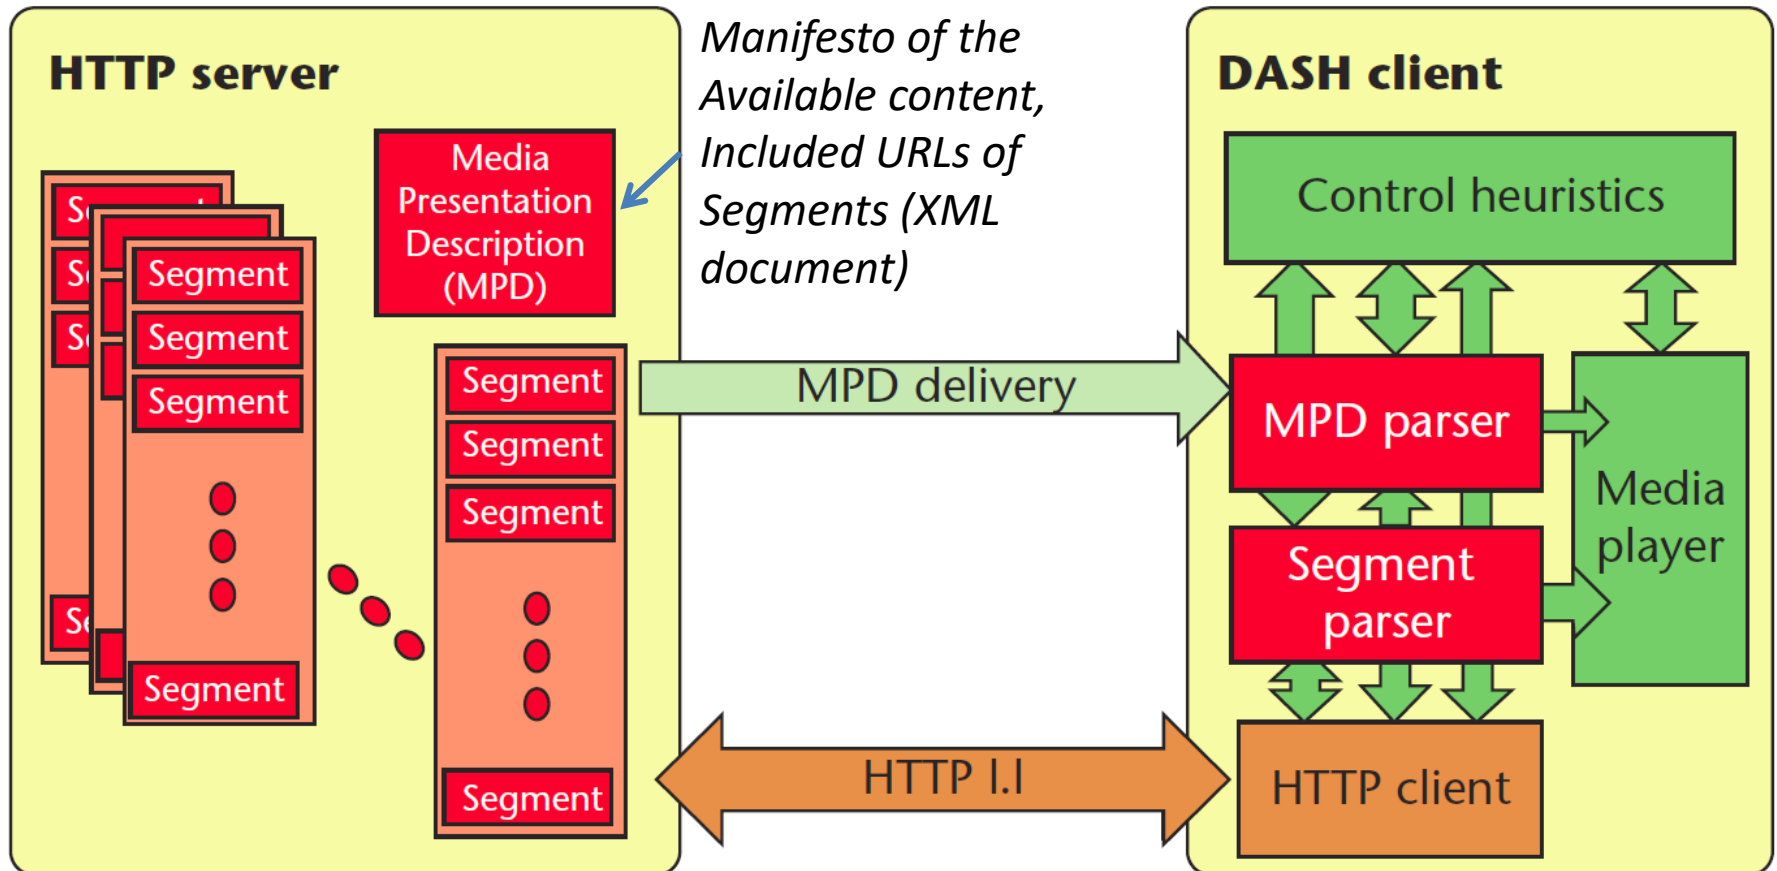 HTTP server
Manifesto of the
Available content,
Included URLs of
Segments (XML
document)
DASH client
Media
Presentation
Description
(MPD)
Control heuristics
S
S
S
Se
Segment
Segment
Segment
Segment
Segment
Segment
Segment
Segment
MPD delivery
MPD parser
Media
player
Segment
parser
HTTP I.I
HTTP client